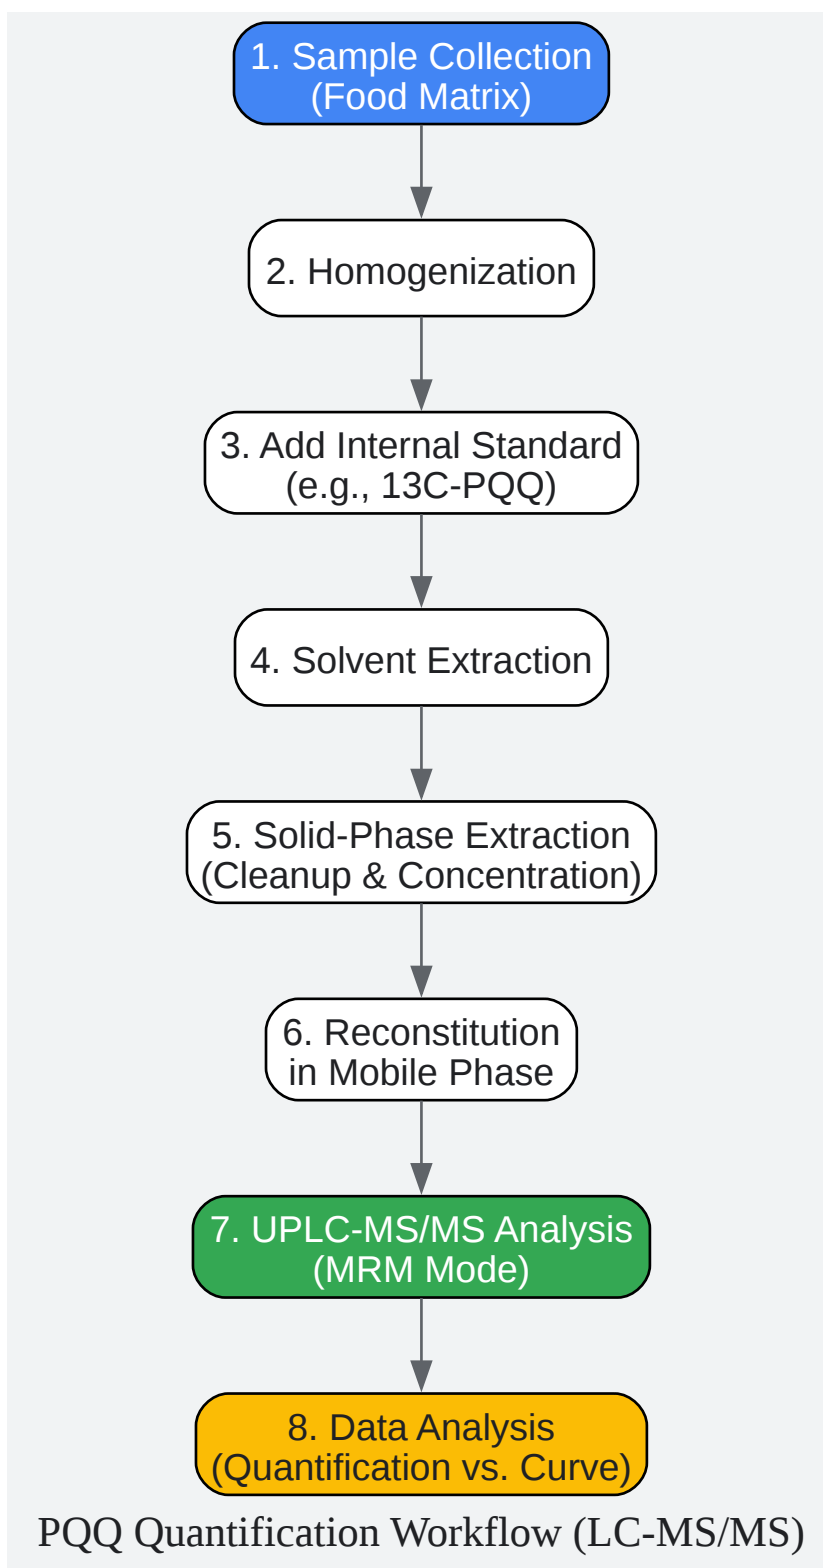 1. Sample Collection
(Food Matrix)
2. Homogenization
3. Add Internal Standard
(e.g., 13C-PQQ)
4. Solvent Extraction
5. Solid-Phase Extraction
(Cleanup & Concentration)
6. Reconstitution
in Mobile Phase
7. UPLC-MS/MS Analysis
(MRM Mode)
8. Data Analysis
(Quantification vs. Curve)
PQQ Quantification Workflow (LC-MS/MS)